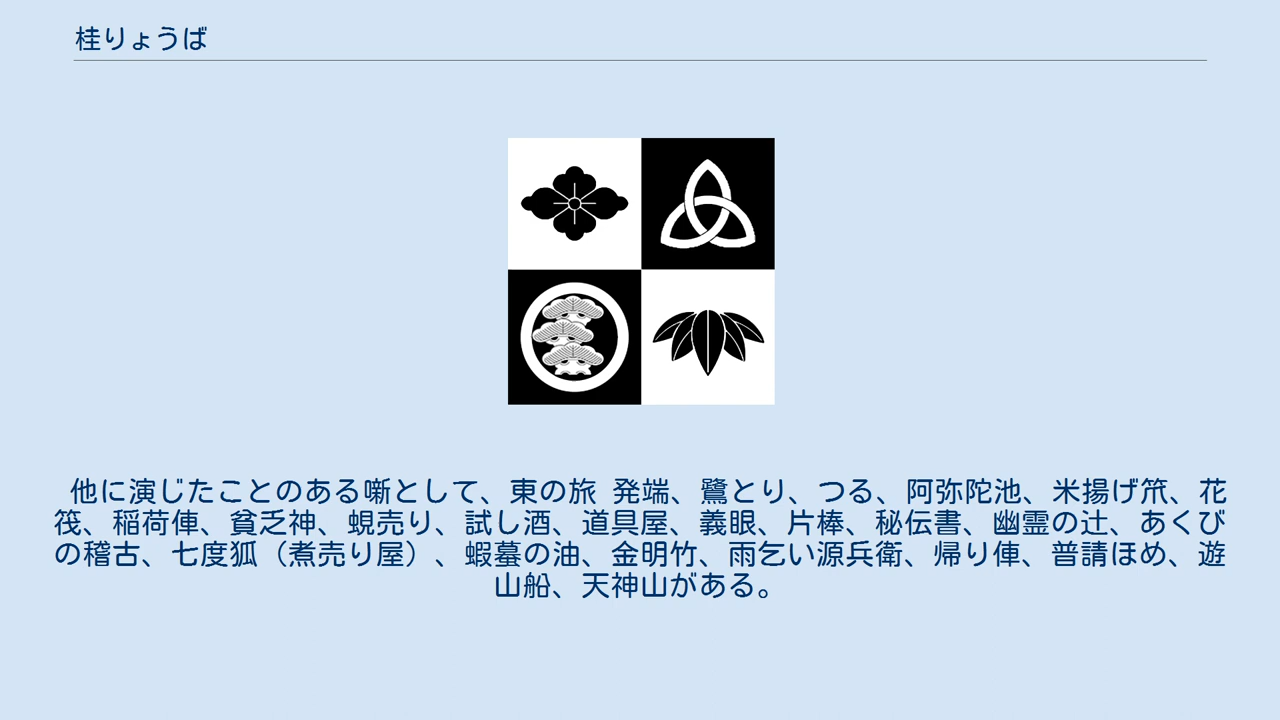 桂りょうば
他に演じたことのある噺として、東の旅 発端、鷺とり、つる、阿弥陀池、米揚げ笊、花
筏、稲荷俥、貧乏神、蜆売り、試し酒、道具屋、義眼、片棒、秘伝書、幽霊の辻、あくび
の稽古、七度狐（煮売り屋）、蝦蟇の油、金明竹、雨乞い源兵衛、帰り俥、普請ほめ、遊
山船、天神山がある。